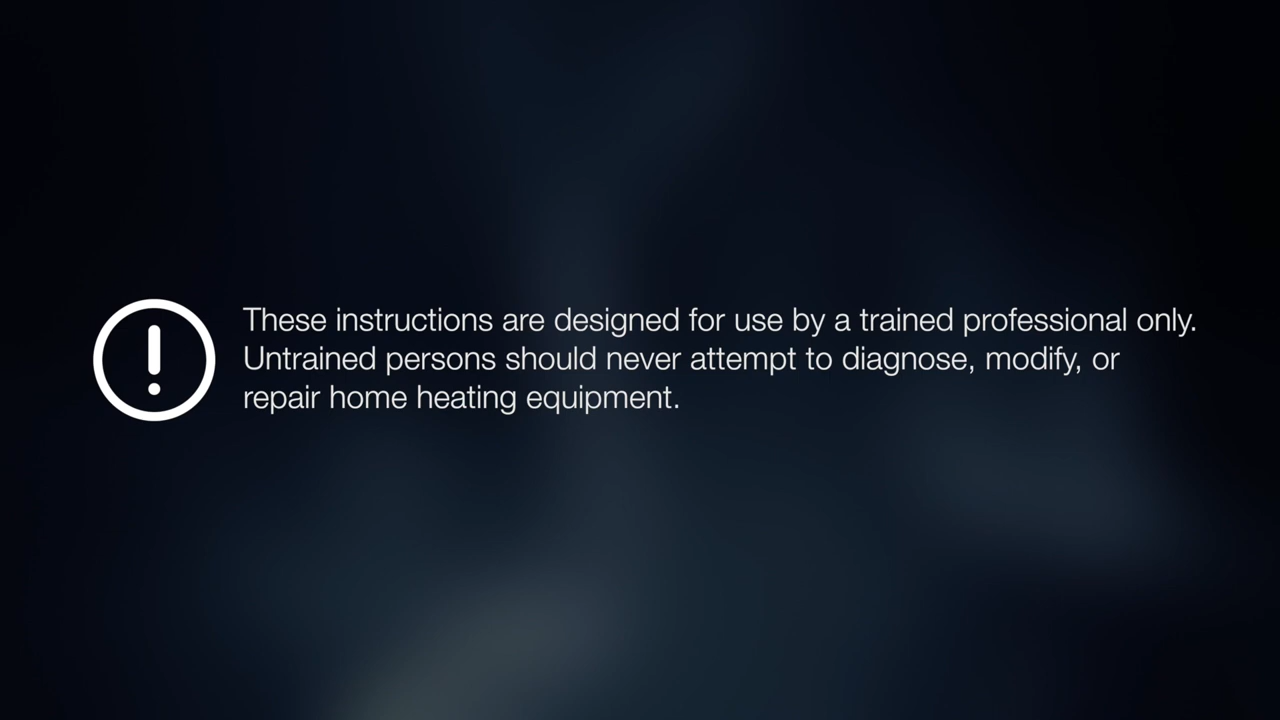 These instructions are designed for use by a trained professional only.
Untrained persons should never attempt to diagnose, modify, or
repair home heating equipment.